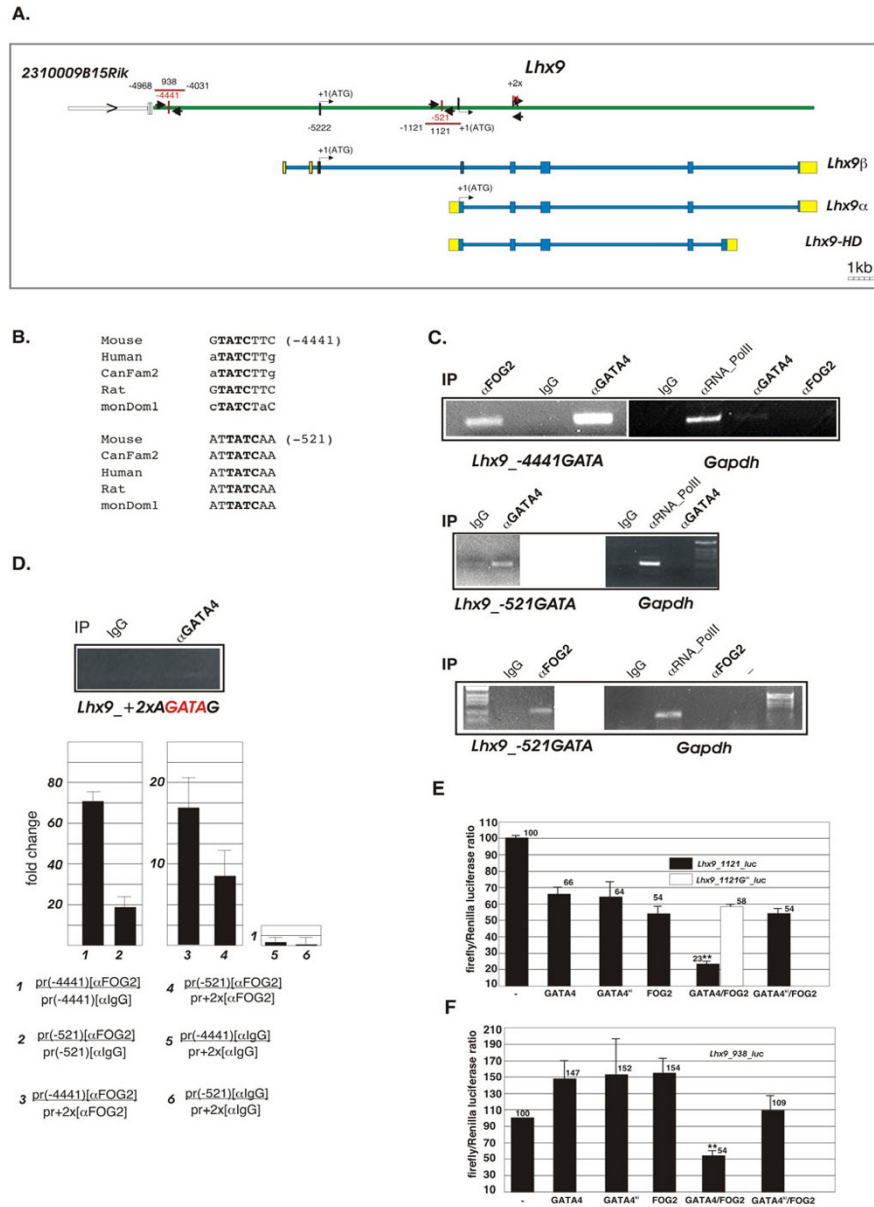 A.
2310009B15Rik
Lhx9
-4968 938 -4031
-4441
+1(ATG)
-5222
-521
-1121 1121 +1(ATG)
+2x
+1(ATG)
Lhx9β
+1(ATG)
Lhx9α
Lhx9-HD
1kb
B.
Mouse GTATCTTC (-4441)
Human aTATCTTg
CanFam2 aTATCTTg
Rat GTATCTTC
monDom1 cTATCTaC
Mouse ATTATCAA (-521)
CanFam2 ATTATCAA
Human ATTATCAA
Rat ATTATCAA
monDom1 ATTATCAA
C.
IP αFOG2 IgG αGATA4 IgG αRNA_PolII αGATA4 αFOG2
Lhx9_-4441GATA Gapdh
IP IgG αGATA4 IgG αRNA_PolII αGATA4
Lhx9_-521GATA Gapdh
IP IgG αFOG2 IgG αRNA_PolII αFOG2 _
Lhx9_-521GATA Gapdh
D.
IP IgG αGATA4
Lhx9_+2xAGATAG
fold change
80
60
40
20
20
10
1
1 2 3 4 5 6
1 pr(-4441)[αFOG2]
pr(-4441)[αIgG]
2 pr(-521)[αFOG2]
pr(-521)[αIgG]
3 pr(-4441)[αFOG2]
pr+2x[αFOG2]
4 pr(-521)[αFOG2]
pr+2x[αFOG2]
5 pr(-4441)[αIgG]
pr+2x[αIgG]
6 pr(-521)[αIgG]
pr+2x[αIgG]
E
firefly/Renilla luciferase ratio
110
100
90
80
70
60
50
40
30
20
10
100
66
64
54
23**
58
54
Lhx9_1121_luc
Lhx9_1121G_luc
- GATA4 GATA4 FOG2 GATA4/FOG2 GATA4/FOG2
F
firefly/Renilla luciferase ratio
210
190
170
150
130
110
90
70
50
30
10
Lhx9_938_luc
100
147
152
154
**54
109
- GATA4 GATA4 FOG2 GATA4/FOG2 GATA4/FOG2